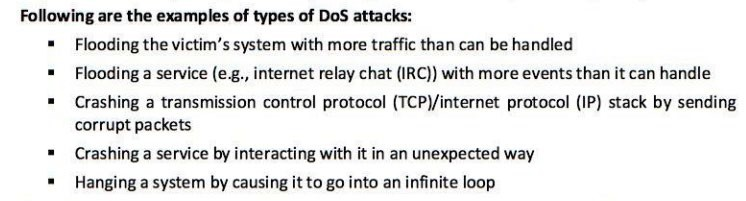 Following are the examples of types of DoS attacks:
▪ Flooding the victim's system with more traffic than can be handled
▪ Flooding a service (e.g., internet relay chat (IRC)) with more events than it can handle
▪ Crashing a transmission control protocol (TCP)/internet protocol (IP) stack by sending
corrupt packets
▪ Crashing a service by interacting with it in an unexpected way
▪ Hanging a system by causing it to go into an infinite loop